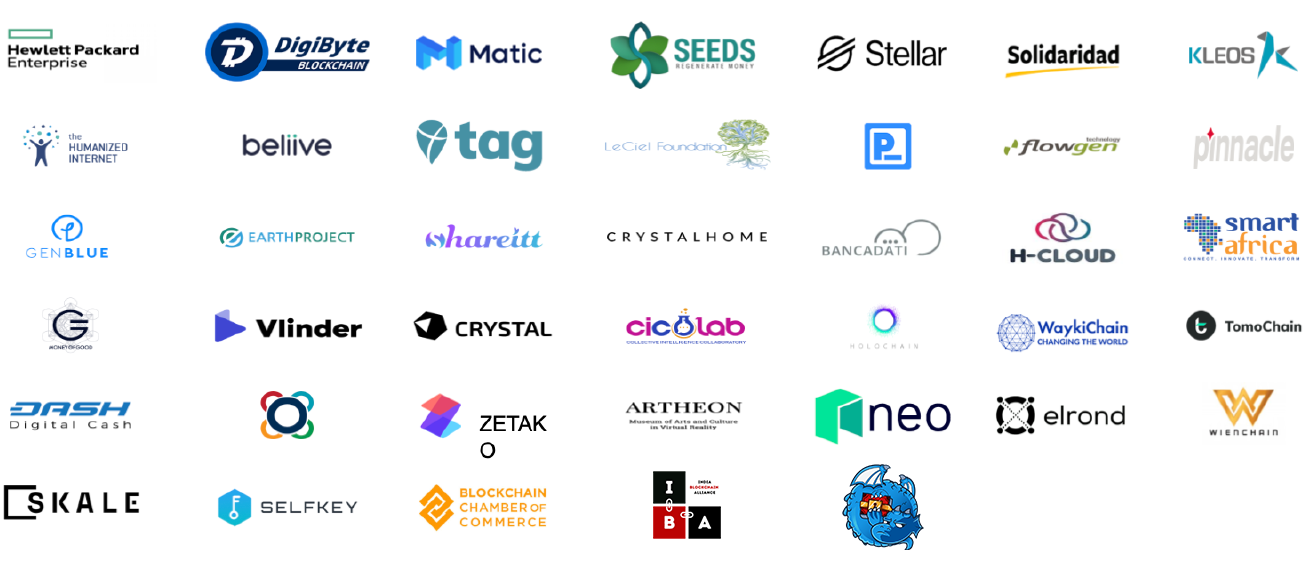 Hewlett Packard
Enterprise
DigiByte
BLOCKCHAIN
Matic
SEEDS
REGENERATE MONEY
Stellar
Solidaridad
KLEOS
the
HUMANIZED
INTERNET
beliive
tag
LeCiel Foundation
P_
technology
flowgen
pinnacle
GENBLUE
EARTHPROJECT
shareitt
CRYSTALHOME
BANCADATI
H-CLOUD
smart
africa
CONNECT. INNOVATE. TRANSFORM
G
MONEYOFGOOD
Vlinder
CRYSTAL
cicolab
COLLECTIVE INTELLIGENCE COLLABORATORY
HOLOCHAIN
WaykiChain
CHANGING THE WORLD
t
TomoChain
DASH
Digital Cash
ZETAK
O
ARTHEON
Museum of Arts and Culture
in Virtual Reality
neo
elrond
W
WIENCHAIN
SKALE
SELFKEY
BLOCKCHAIN
CHAMBER OF
COMMERCE
I
INDIA
BLOCKCHAIN
ALLIANCE
B A